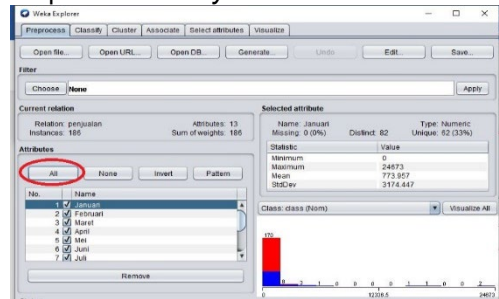 Weka Explorer
Preprocess Classify Cluster Associate Select attributes Visualize
Open file... Open URL... Open DB... Generate... Undo Edit... Save...
Filter
Choose None Apply
Current relation
Relation: penjualan Attributes: 13
Instances: 186 Sum of weights: 186
Attributes
All None Invert Pattern
No. Name
1 Januari
2 Februari
3 Maret
4 April
5 Mei
6 Juni
7 Juli
Remove
Selected attribute
Name: Januari Type: Numeric
Missing: 0 (0%) Distinct: 82 Unique: 62 (33%)
Statistic Value
Minimum 0
Maximum 24673
Mean 773.957
StdDev 3174.447
Class: class (Nom) Visualize All
170
0 12336.5 24673